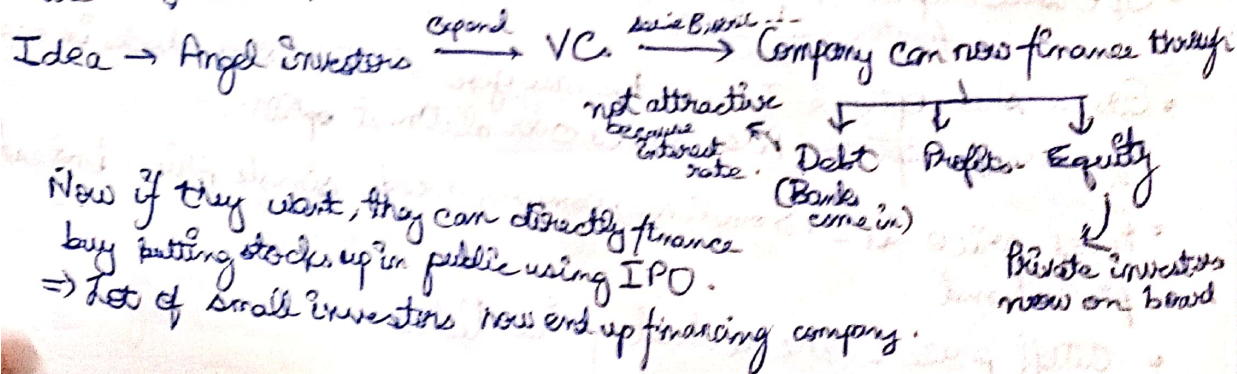 Expand
Series B, until ...
Idea → Angel investors → VC. → Company can now finance through
not attractive
because
interest
rate.
Debt Profits. Equity
(Banks
come in)
Private investors
now on board
Now if they want, they can directly finance
buy putting stocks up in public using IPO.
⇒ Lot of small investors now end up financing company.